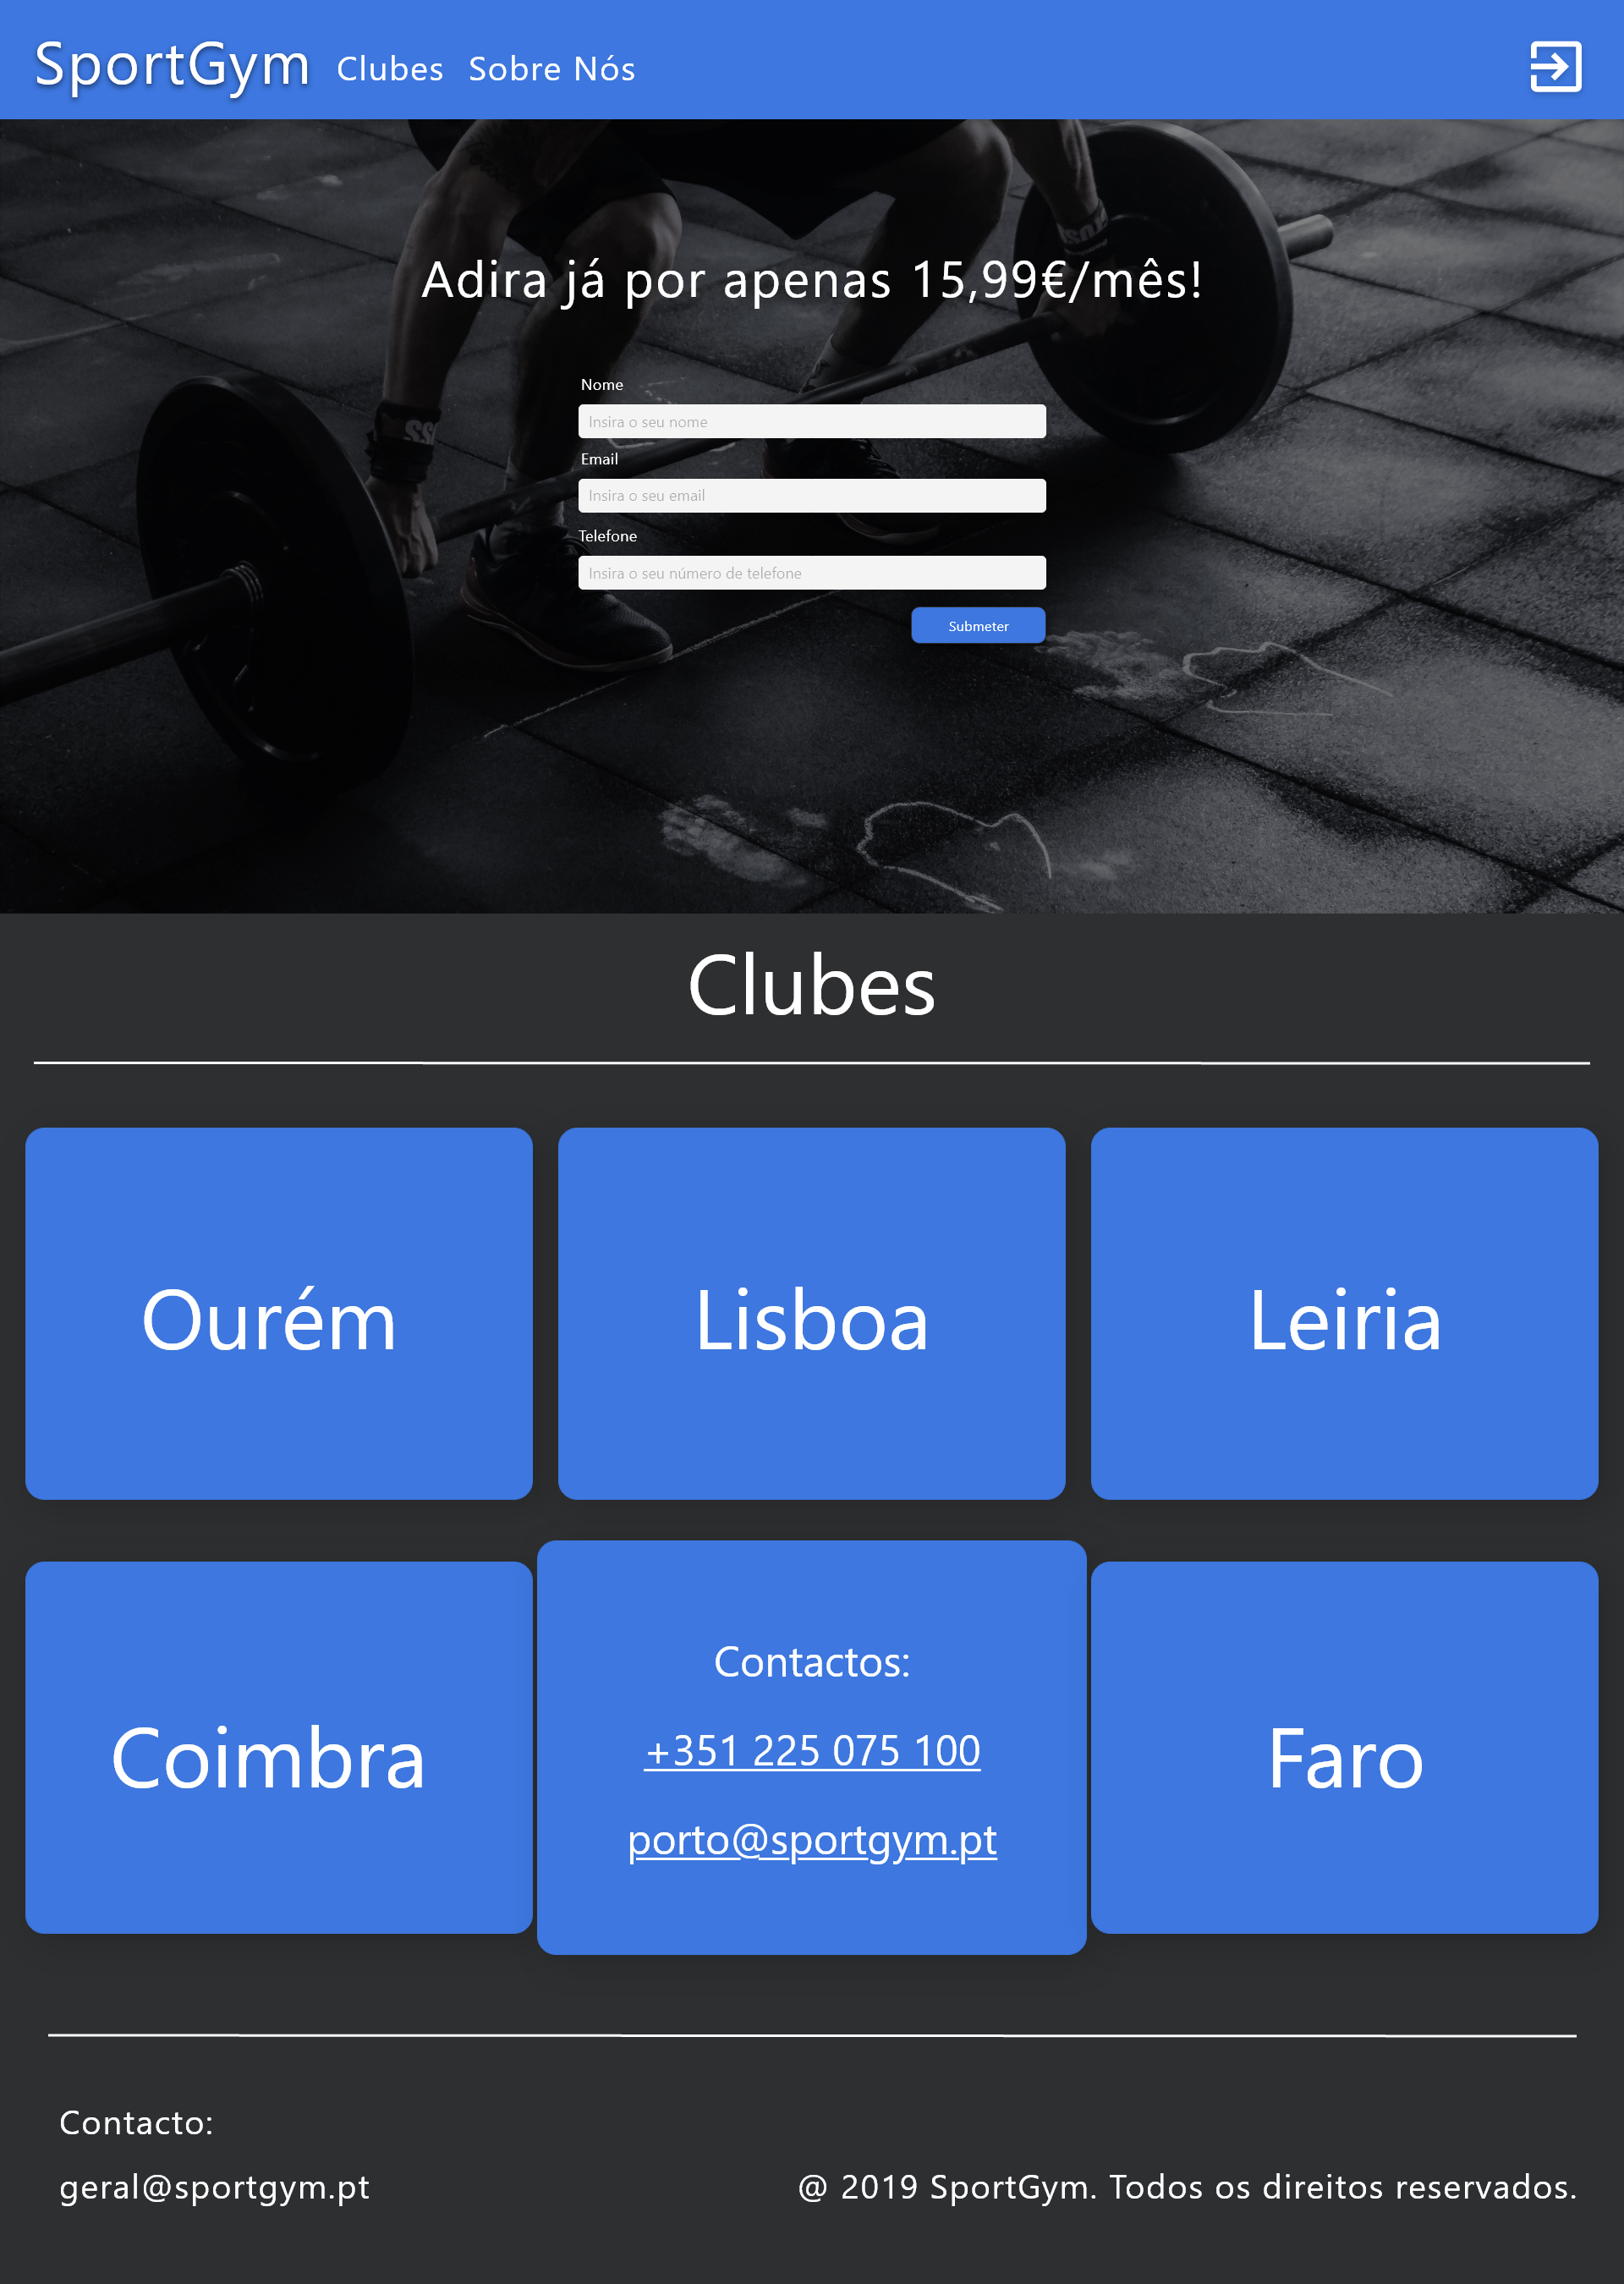 SportGym Clubes Sobre Nós
Adira já por apenas 15,99€/mês!
Nome
Insira o seu nome
Email
Insira o seu email
Telefone
Insira o seu número de telefone
Submeter
Clubes
Ourém
Lisboa
Leiria
Coimbra
Contactos:
+351 225 075 100
porto@sportgym.pt
Faro
Contacto:
geral@sportgym.pt
@ 2019 SportGym. Todos os direitos reservados.